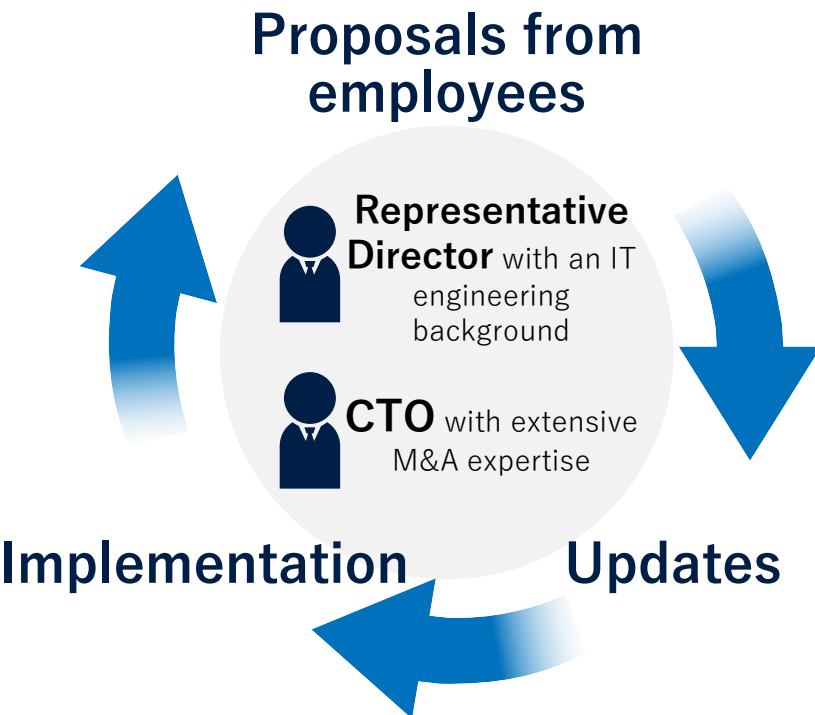 Proposals from
employees
Representative
Director with an IT
engineering
background
CTO with extensive
M&A expertise
Implementation
Updates